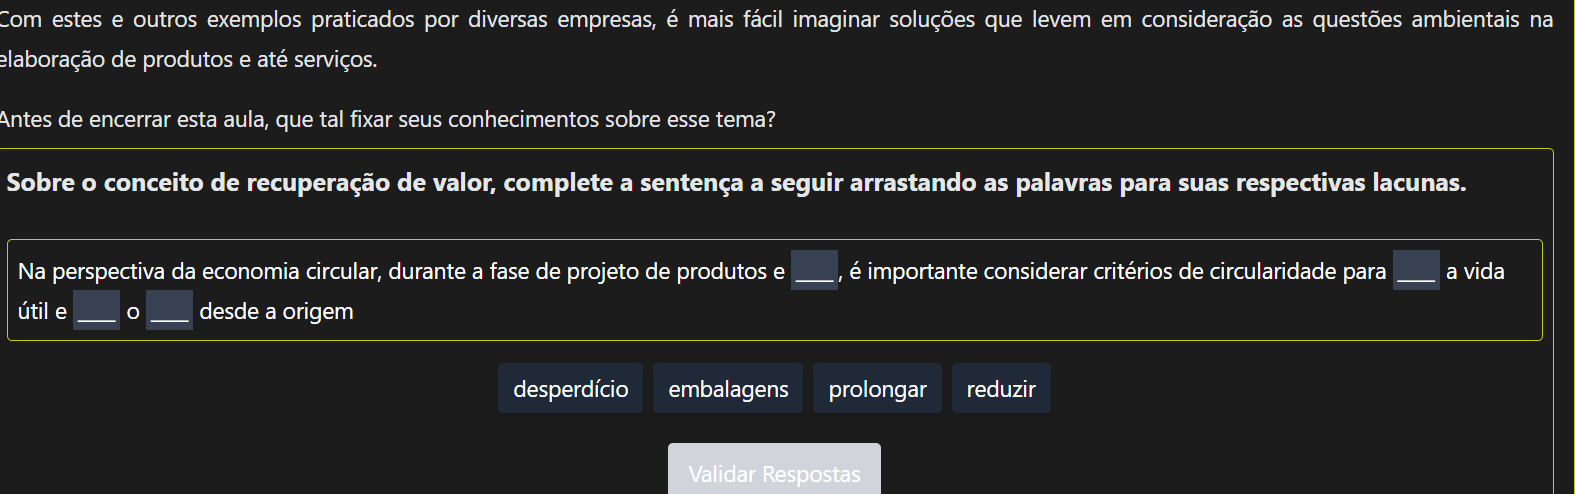 Com estes e outros exemplos praticados por diversas empresas, é mais fácil imaginar soluções que levem em consideração as questões ambientais na
elaboração de produtos e até serviços.
Antes de encerrar esta aula, que tal fixar seus conhecimentos sobre esse tema?
Sobre o conceito de recuperação de valor, complete a sentença a seguir arrastando as palavras para suas respectivas lacunas.
Na perspectiva da economia circular, durante a fase de projeto de produtos e ____, é importante considerar critérios de circularidade para ____ a vida
útil e ____ o ____ desde a origem
desperdício embalagens prolongar reduzir
Validar Respostas